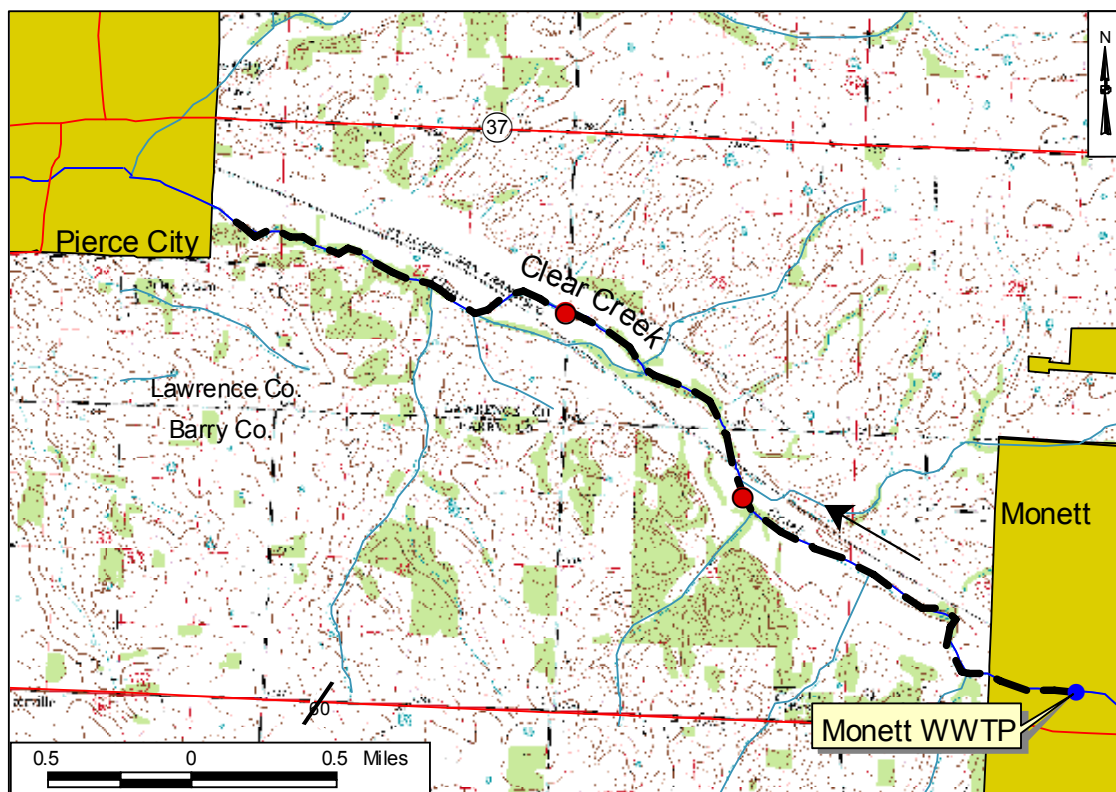 N
37
Pierce City
Clear Creek
25
Lawrence Co.
Barry Co.
Monett
60
Monett WWTP
0.5 0 0.5 Miles